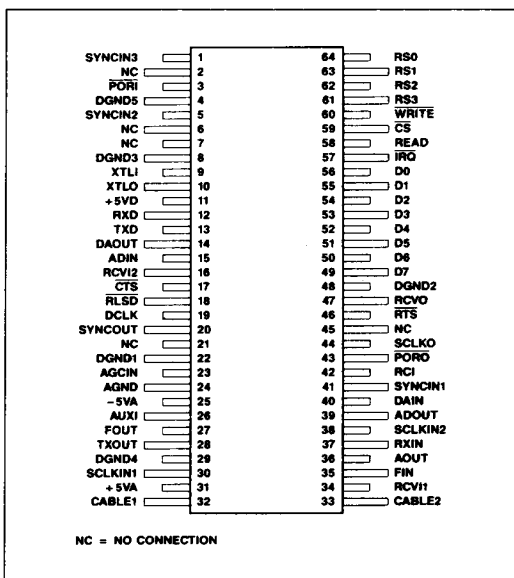 SYNCIN3 1 64 RS0
NC 2 63 RS1
PORI 3 62 RS2
DGND5 4 61 RS3
SYNCIN2 5 60 WRITE
NC 6 59 CS
NC 7 58 READ
DGND3 8 57 IRQ
XTLI 9 56 D0
XTLO 10 55 D1
+5VD 11 54 D2
RXD 12 53 D3
TXD 13 52 D4
DAOUT 14 51 D5
ADIN 15 50 D6
RCVI2 16 49 D7
CTS 17 48 DGND2
RLSD 18 47 RCVO
DCLK 19 46 RTS
SYNCOUT 20 45 NC
NC 21 44 SCLKO
DGND1 22 43 PORO
AGCIN 23 42 RCI
AGND 24 41 SYNCIN1
-5VA 25 40 DAIN
AUXI 26 39 ADOUT
FOUT 27 38 SCLKIN2
TXOUT 28 37 RXIN
DGND4 29 36 AOUT
SCLKIN1 30 35 FIN
+5VA 31 34 RCVI1
CABLE1 32 33 CABLE2
NC = NO CONNECTION